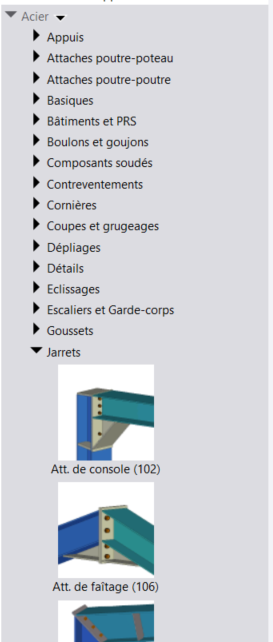 Acier
Appuis
Attaches poutre-poteau
Attaches poutre-poutre
Basiques
Bâtiments et PRS
Boulons et goujons
Composants soudés
Contreventements
Cornières
Coupes et grugeages
Dépliages
Détails
Eclissages
Escaliers et Garde-corps
Goussets
Jarrets
Att. de console (102)
Att. de faîtage (106)